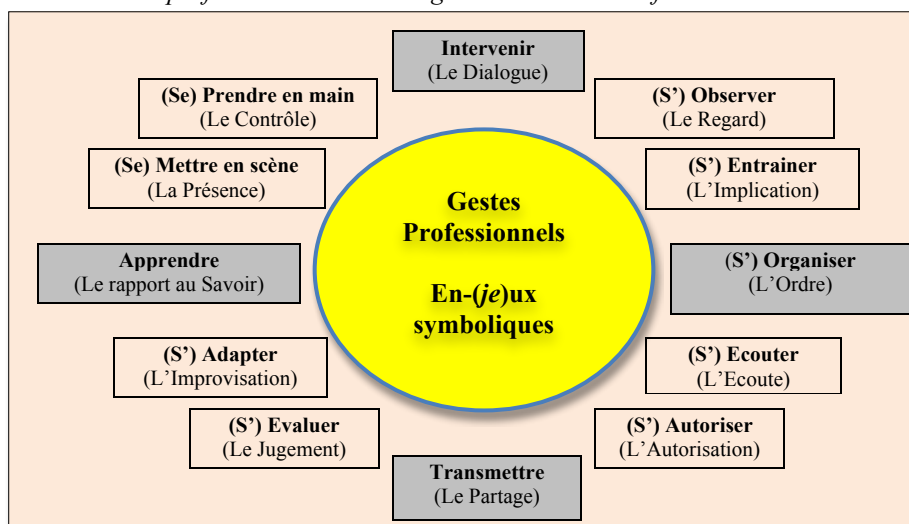 Intervenir
(Le Dialogue)
(Se) Prendre en main
(Le Contrôle)
(S’) Observer
(Le Regard)
(Se) Mettre en scène
(La Présence)
(S’) Entrainer
(L’Implication)
Gestes
Professionnels
En-(je)ux
symboliques
Apprendre
(Le rapport au Savoir)
(S’) Organiser
(L’Ordre)
(S’) Adapter
(L’Improvisation)
(S’) Ecouter
(L’Ecoute)
(S’) Evaluer
(Le Jugement)
(S’) Autoriser
(L’Autorisation)
Transmettre
(Le Partage)